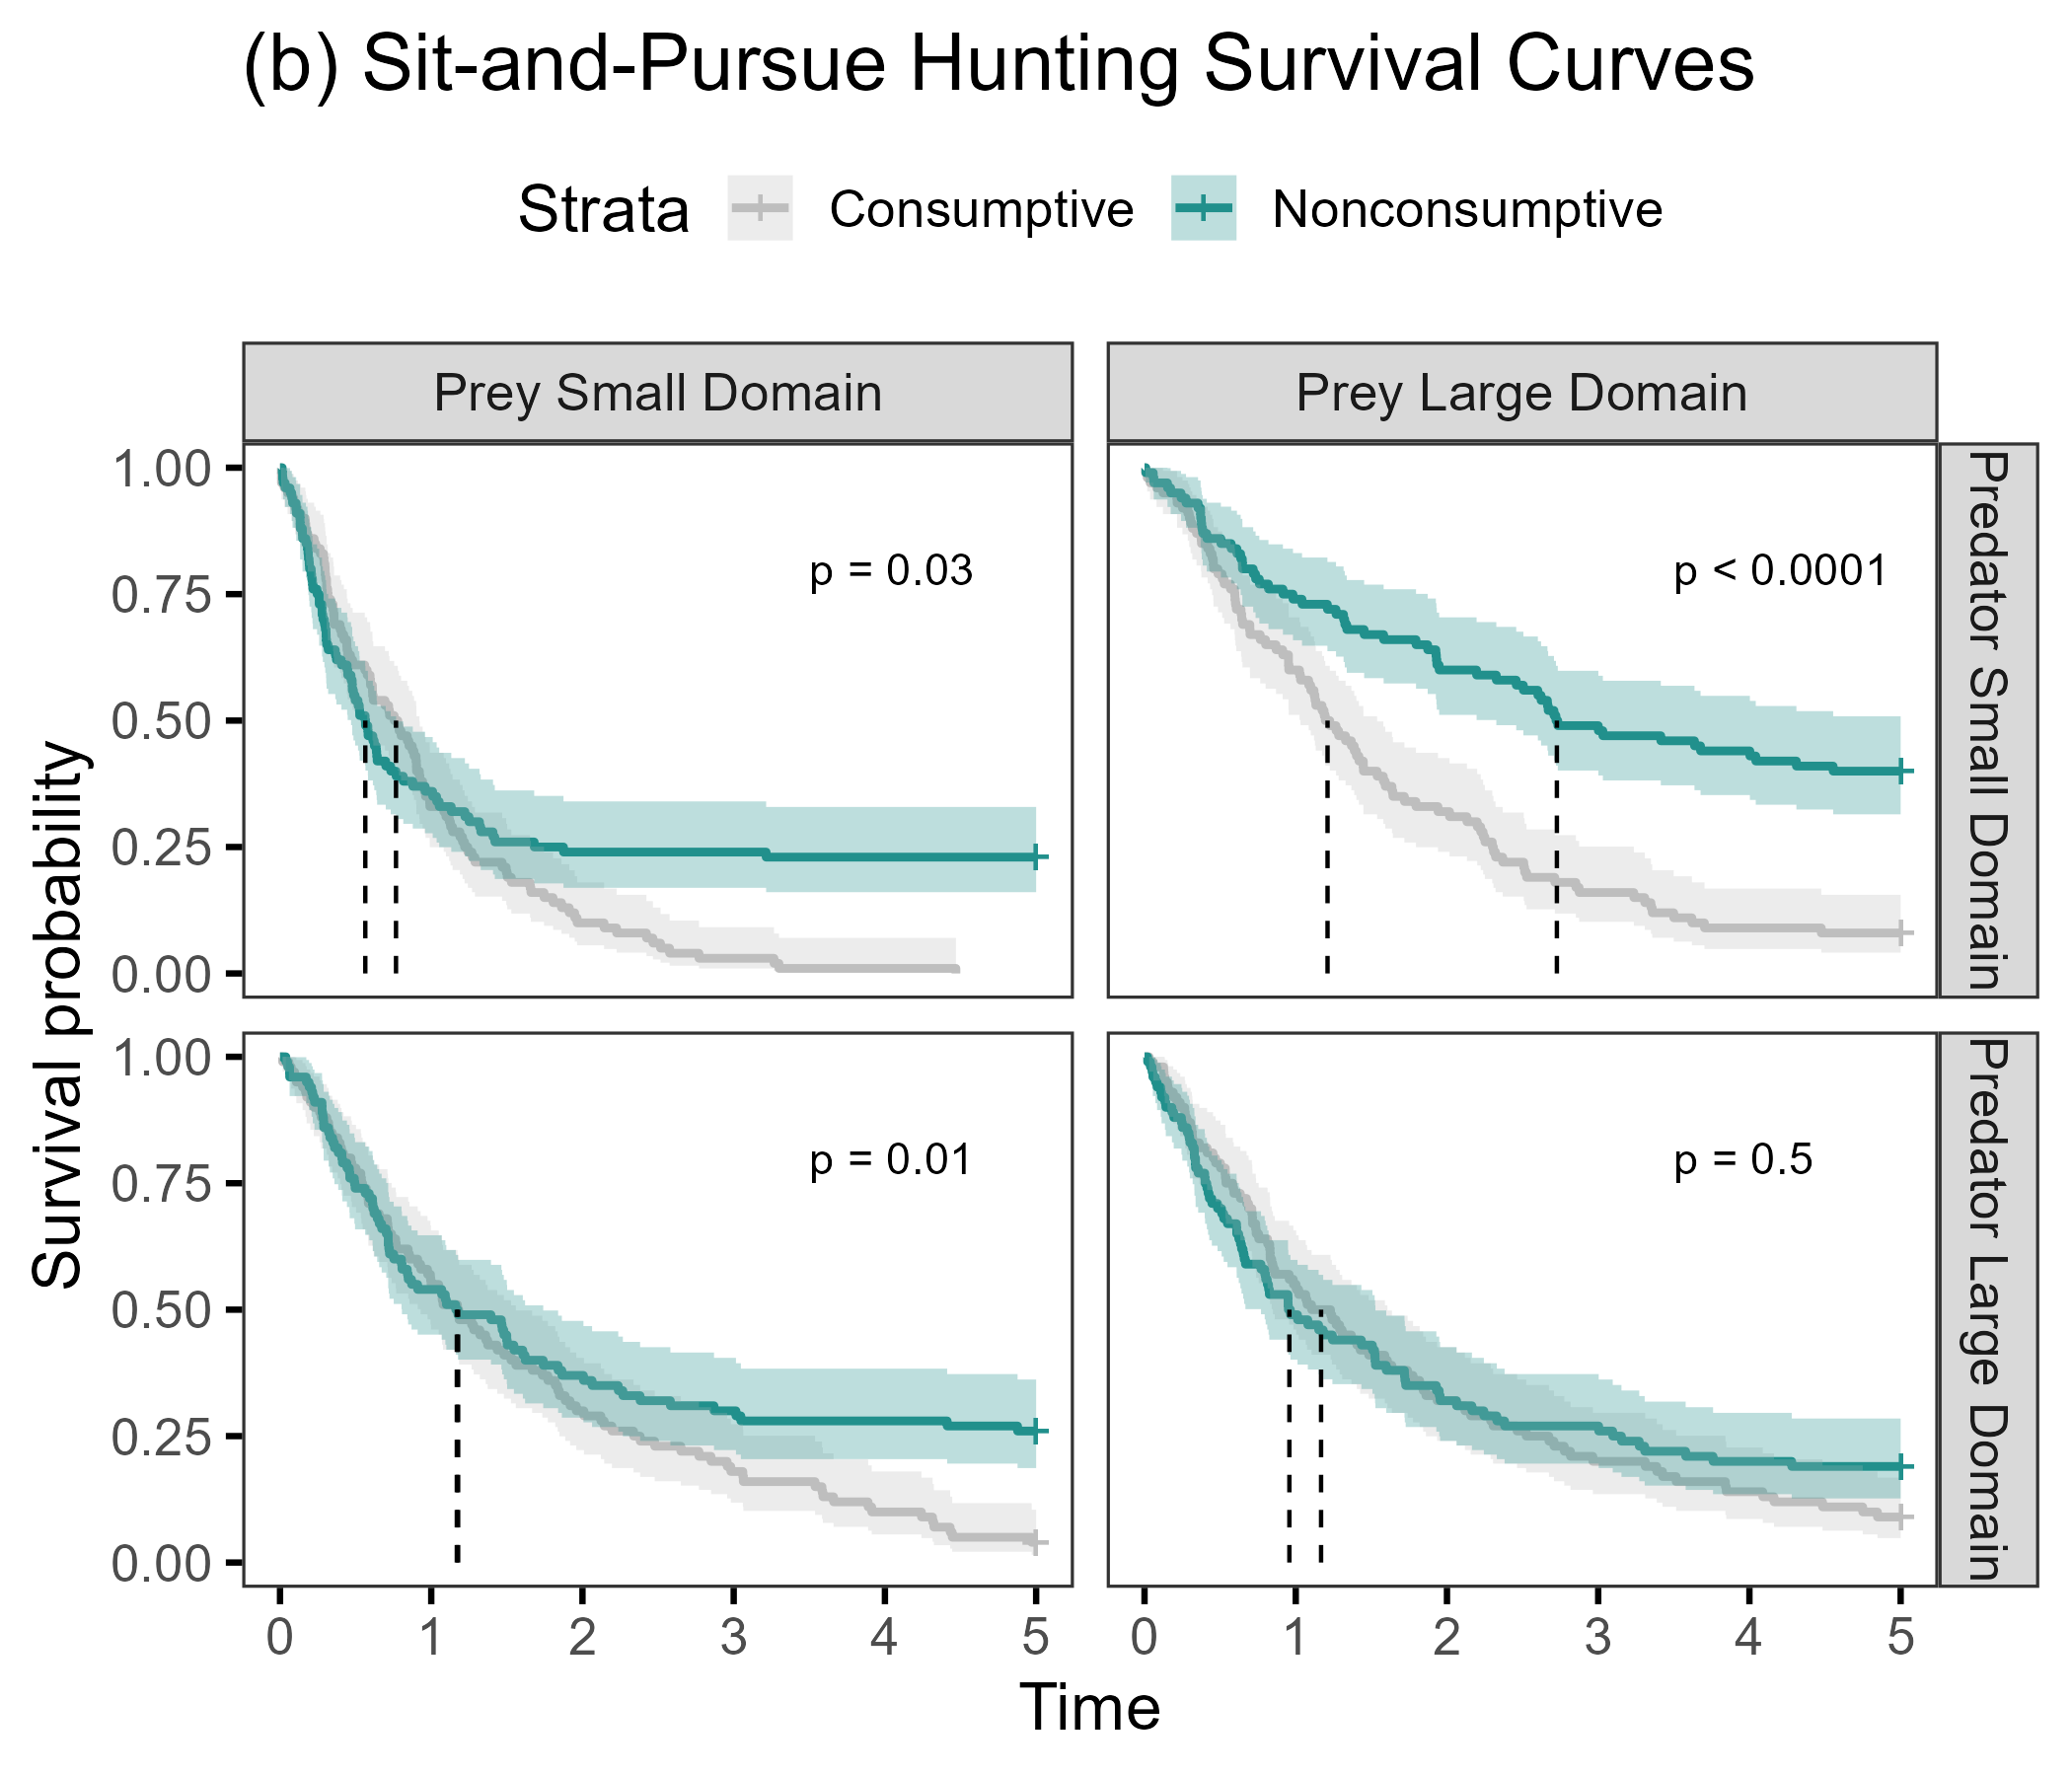 (b) Sit-and-Pursue Hunting Survival Curves
Strata Consumptive Nonconsumptive
Prey Small Domain Prey Large Domain
Survival probability
1.00
0.75
0.50
0.25
0.00
p = 0.03
p < 0.0001
Predator Small Domain
1.00
0.75
0.50
0.25
0.00
p = 0.01
p = 0.5
Predator Large Domain
0 1 2 3 4 5 0 1 2 3 4 5
Time